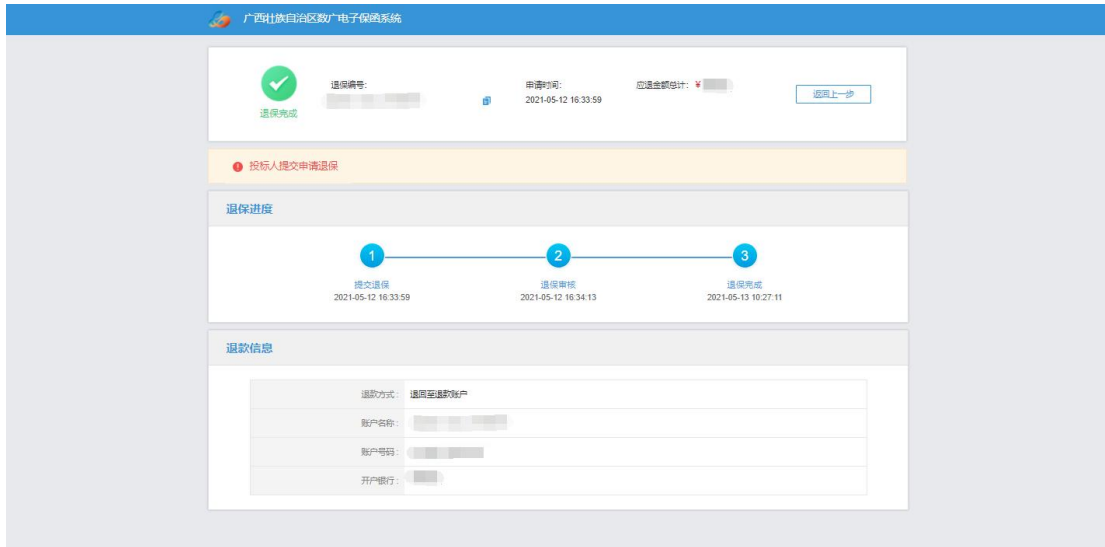 广西壮族自治区数广电子保函系统
退保完成
退保编号:
申请时间:
2021-05-12 16:33:59
应退金额总计: ¥
返回上一步
投标人提交申请退保
退保进度
1
2
3
提交退保
退保审核
退保完成
2021-05-12 16:33:59
2021-05-12 16:34:13
2021-05-13 10:27:11
退款信息
退款方式: 退回至退款账户
账户名称:
账户号码:
开户银行: